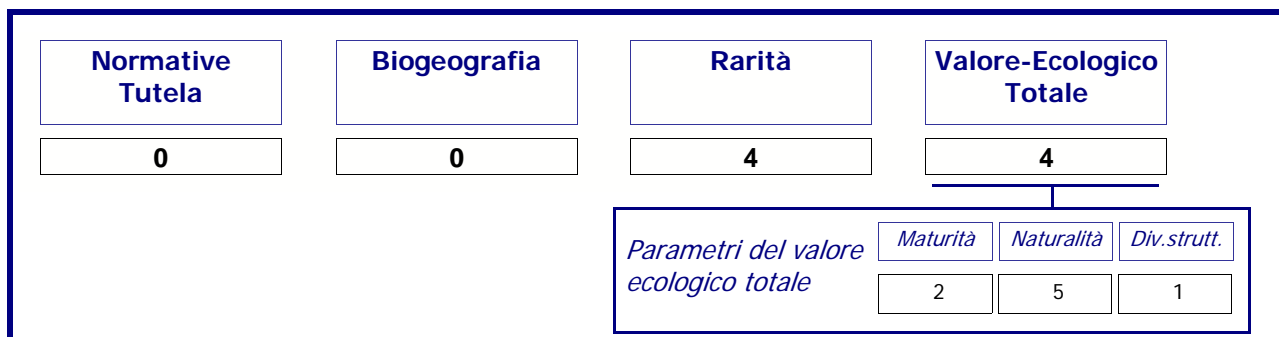 Normative
Tutela
Biogeografia
Rarità
Valore-Ecologico
Totale
0
0
4
4
Parametri del valore
ecologico totale
Maturità
Naturalità
Div.strutt.
2
5
1